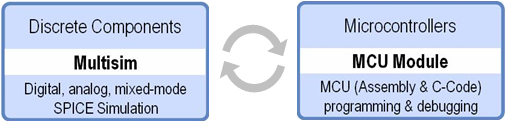 Discrete Components
Multisim
Digital, analog, mixed-mode
SPICE Simulation
Microcontrollers
MCU Module
MCU (Assembly & C-Code)
programming & debugging